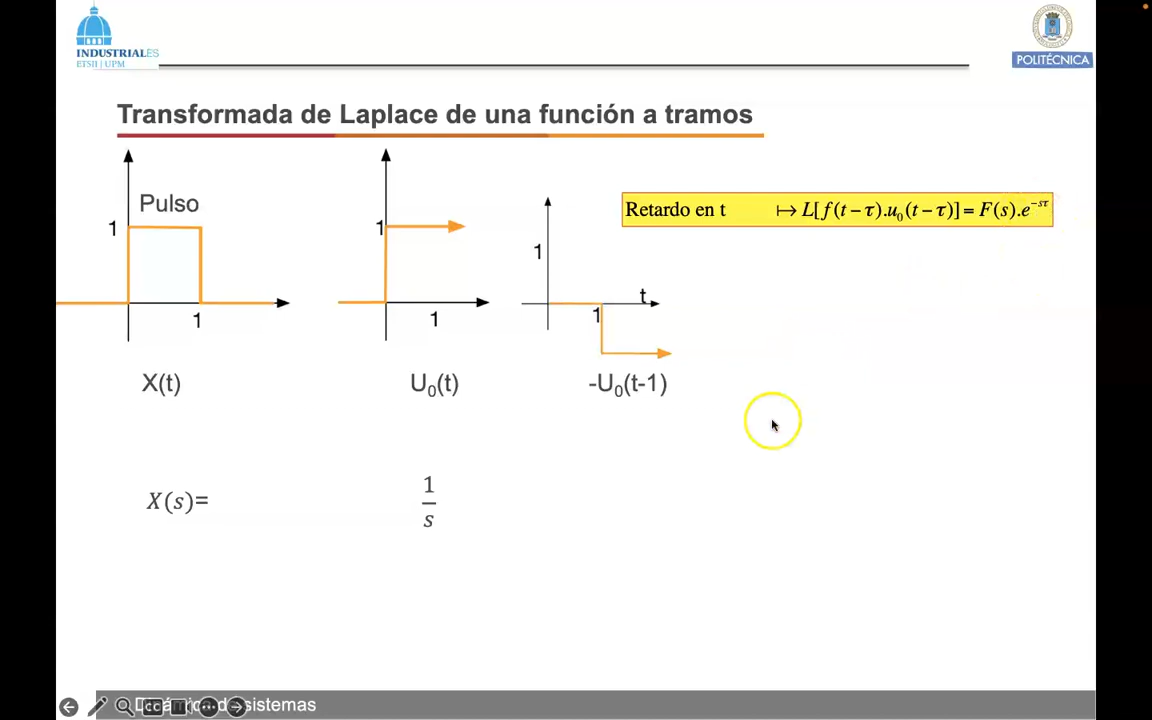 INDUSTRIALES
ETSII | UPM
POLITÉCNICA
Transformada de Laplace de una función a tramos
Pulso
1
1
1
1
1
t
1
Retardo en t ↦ L[f(t−τ).u₀(t−τ)] = F(s).e^−sτ
X(t)
U₀(t)
-U₀(t-1)
X(s)=
1
s
sistemas